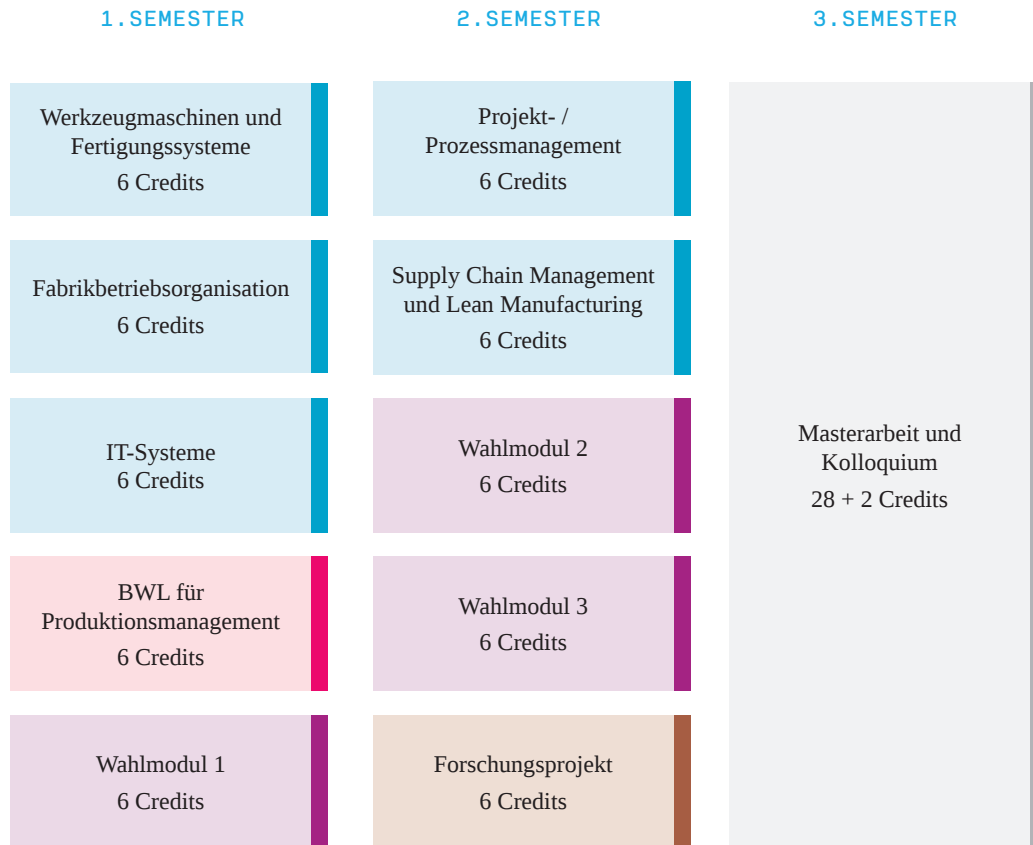 1.SEMESTER
2.SEMESTER
3.SEMESTER
Werkzeugmaschinen und
Fertigungssysteme
6 Credits
Fabrikbetriebsorganisation
6 Credits
IT-Systeme
6 Credits
BWL für
Produktionsmanagement
6 Credits
Wahlmodul 1
6 Credits
Projekt- /
Prozessmanagement
6 Credits
Supply Chain Management
und Lean Manufacturing
6 Credits
Wahlmodul 2
6 Credits
Wahlmodul 3
6 Credits
Forschungsprojekt
6 Credits
Masterarbeit und
Kolloquium
28 + 2 Credits